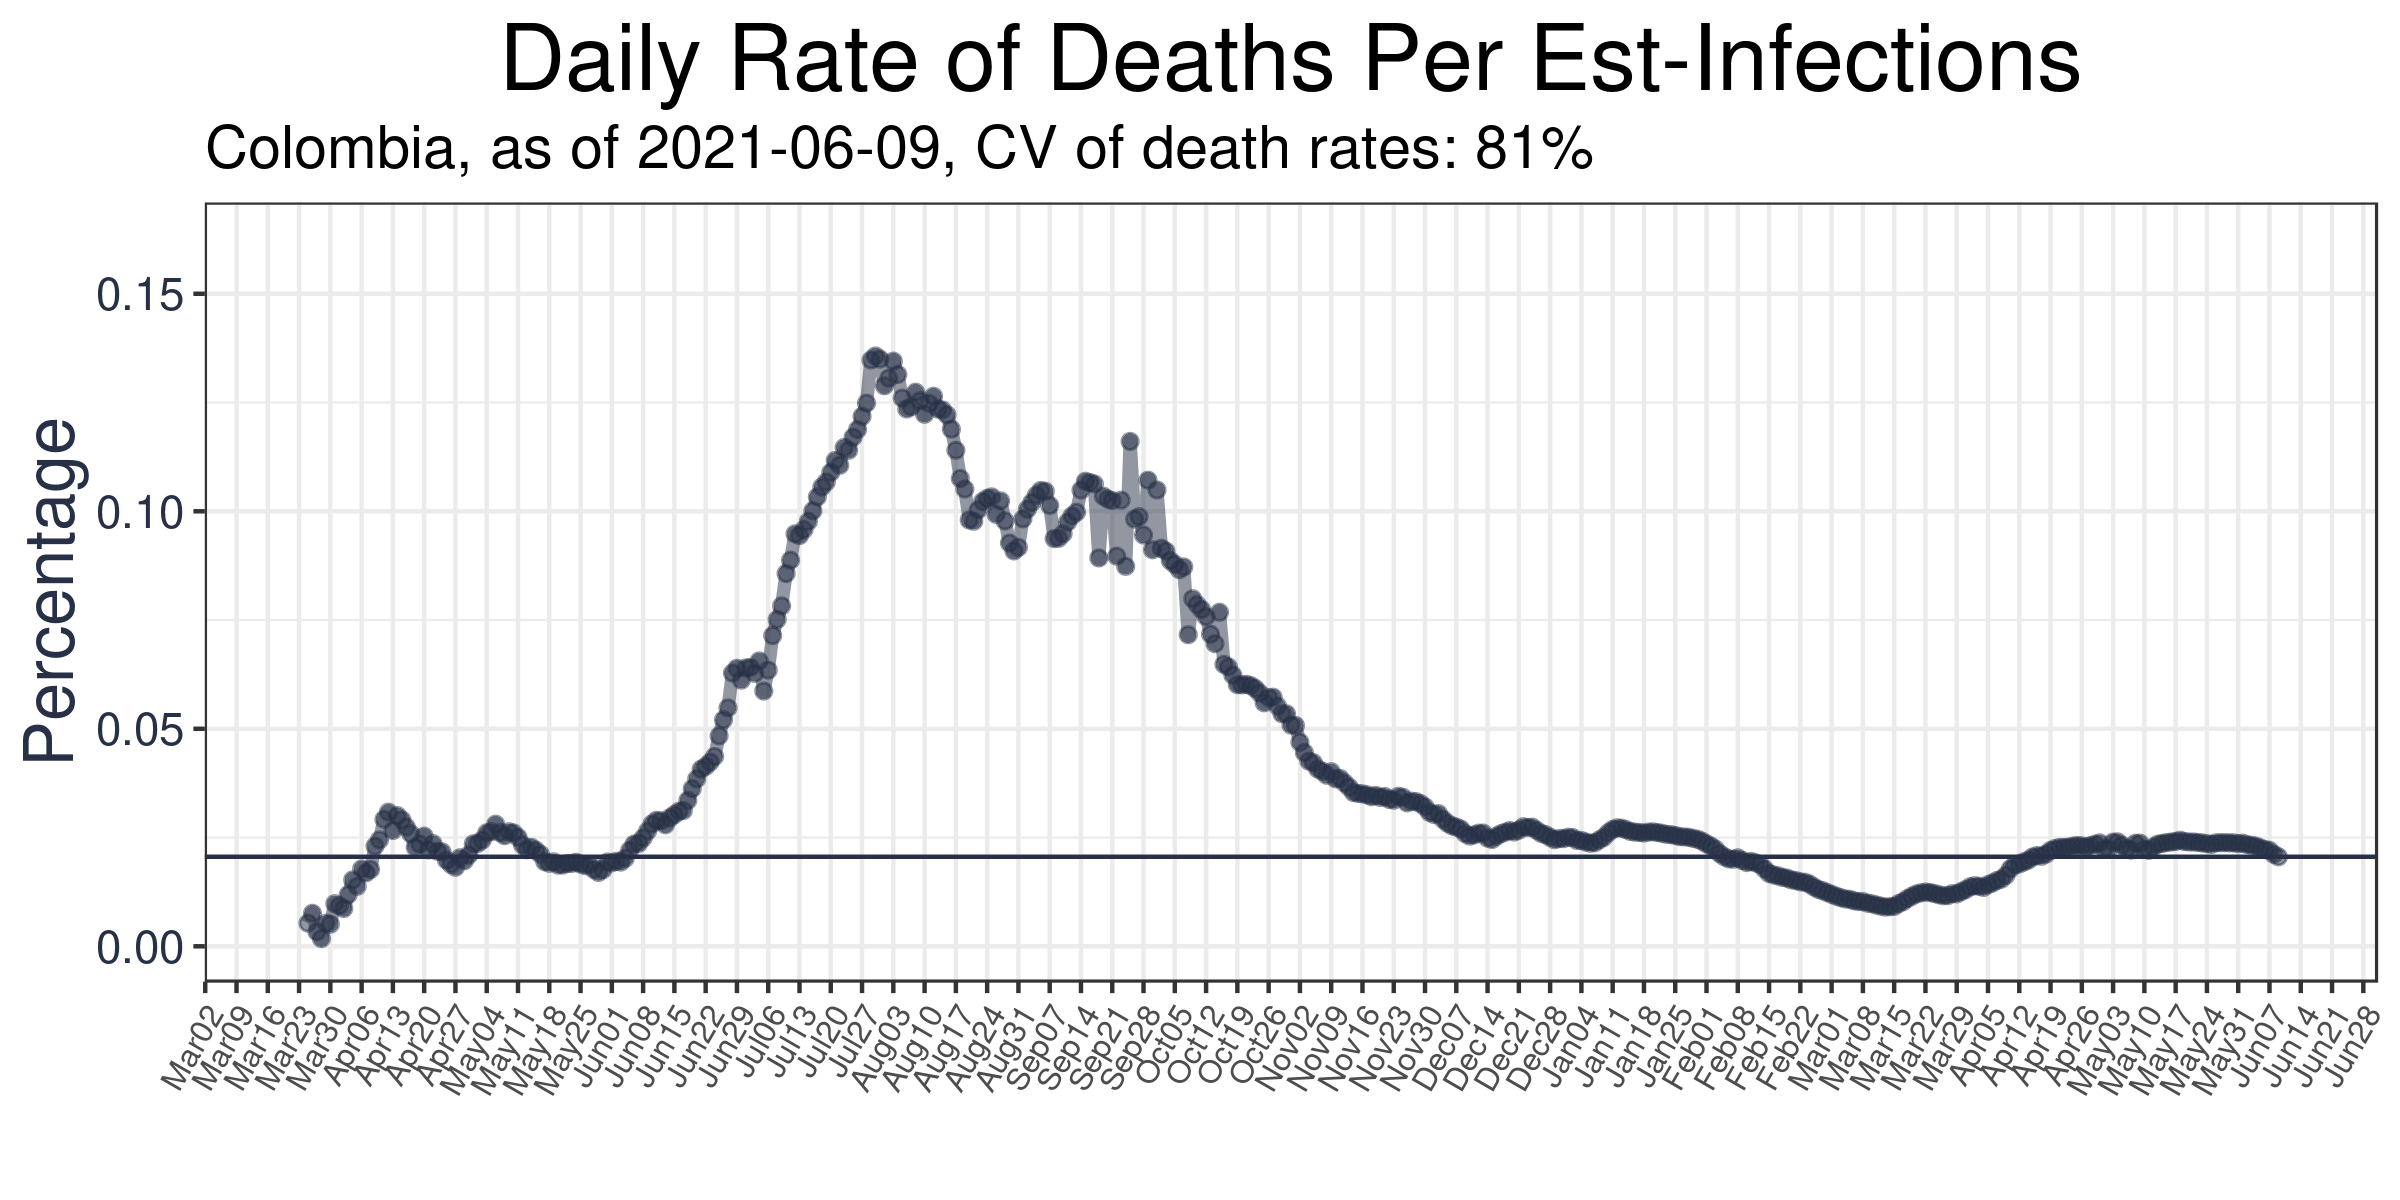 Daily Rate of Deaths Per Est-Infections
Colombia, as of 2021-06-09, CV of death rates: 81%
Percentage
0.15
0.10
0.05
0.00
Mar02
Mar09
Mar16
Mar23
Mar30
Apr06
Apr13
Apr20
Apr27
May04
May11
May18
May25
Jun01
Jun08
Jun15
Jun22
Jun29
Jul06
Jul13
Jul20
Jul27
Aug03
Aug10
Aug17
Aug24
Aug31
Sep07
Sep14
Sep21
Sep28
Oct05
Oct12
Oct19
Oct26
Nov02
Nov09
Nov16
Nov23
Nov30
Dec07
Dec14
Dec21
Dec28
Jan04
Jan11
Jan18
Jan25
Feb01
Feb08
Feb15
Feb22
Mar01
Mar08
Mar15
Mar22
Mar29
Apr05
Apr12
Apr19
Apr26
May03
May10
May17
May24
May31
Jun07
Jun14
Jun21
Jun28